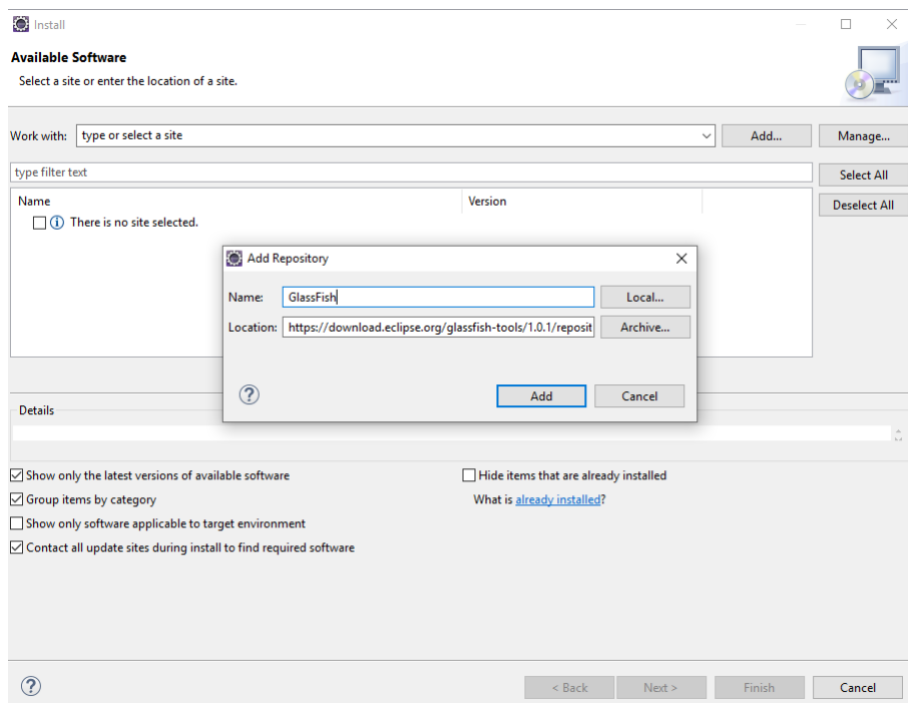 Install
Available Software
Select a site or enter the location of a site.
Work with: type or select a site Add... Manage...
type filter text Select All
Name Version Deselect All
There is no site selected.
Add Repository
Name: GlassFish Local...
Location: https://download.eclipse.org/glassfish-tools/1.0.1/reposit Archive...
Add Cancel
Details
Show only the latest versions of available software Hide items that are already installed
Group items by category What is already installed?
Show only software applicable to target environment
Contact all update sites during install to find required software
< Back Next > Finish Cancel